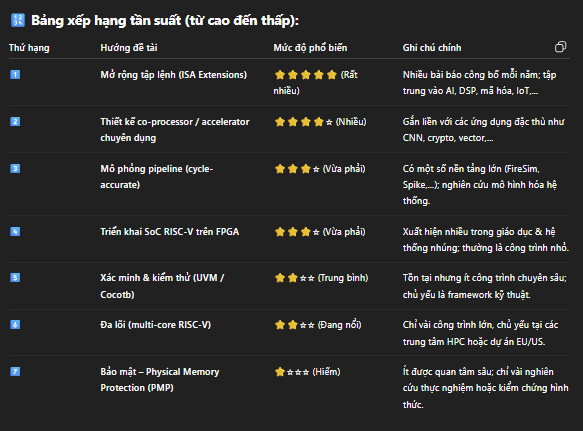 🔢 Bảng xếp hạng tần suất (từ cao đến thấp):
Thứ hạng Hướng đề tài Mức độ phổ biến Ghi chú chính
1️⃣ Mở rộng tập lệnh (ISA Extensions) ⭐⭐⭐⭐⭐ (Rất Nhiều bài báo công bố mỗi năm; tập
nhiều) trung vào AI, DSP, mã hóa, IoT,...
2️⃣ Thiết kế co-processor / accelerator ⭐⭐⭐⭐☆ (Nhiều) Gắn liền với các ứng dụng đặc thù như
chuyên dụng CNN, crypto, vector,...
3️⃣ Mô phỏng pipeline (cycle- ⭐⭐⭐☆ (Vừa phải) Có một số nền tảng lớn (FireSim,
accurate) Spike,...); nghiên cứu mô hình hóa hệ
thống.
4️⃣ Triển khai SoC RISC-V trên FPGA ⭐⭐⭐☆ (Vừa phải) Xuất hiện nhiều trong giáo dục & hệ
thống nhúng; thường là công trình nhỏ.
5️⃣ Xác minh & kiểm thử (UVM / ⭐⭐☆☆ (Trung bình) Tồn tại nhưng ít công trình chuyên sâu;
Cocotb) chủ yếu là framework kỹ thuật.
6️⃣ Đa lõi (multi-core RISC-V) ⭐⭐☆☆ (Đang nổi) Chỉ vài công trình lớn, chủ yếu tại các
trung tâm HPC hoặc dự án EU/US.
7️⃣ Bảo mật – Physical Memory ⭐☆☆☆ (Hiếm) Ít được quan tâm sâu; chỉ vài nghiên
Protection (PMP) cứu thực nghiệm hoặc kiểm chứng hình
thức.